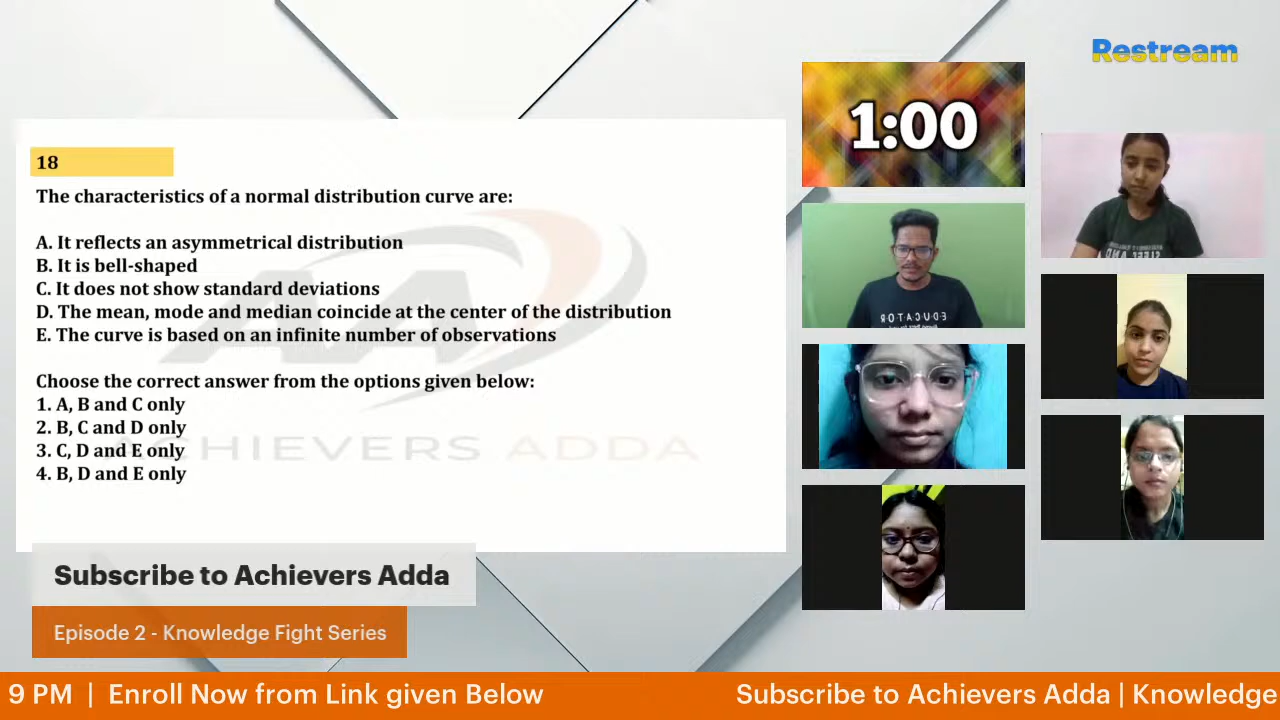 Restream
1:00
18
The characteristics of a normal distribution curve are:
A. It reflects an asymmetrical distribution
B. It is bell-shaped
C. It does not show standard deviations
D. The mean, mode and median coincide at the center of the distribution
E. The curve is based on an infinite number of observations
Choose the correct answer from the options given below:
1. A, B and C only
2. B, C and D only
3. C, D and E only
4. B, D and E only
ACHIEVERS ADDA
EDUCATOR
Subscribe to Achievers Adda
Episode 2 - Knowledge Fight Series
9 PM | Enroll Now from Link given Below
Subscribe to Achievers Adda | Knowledge